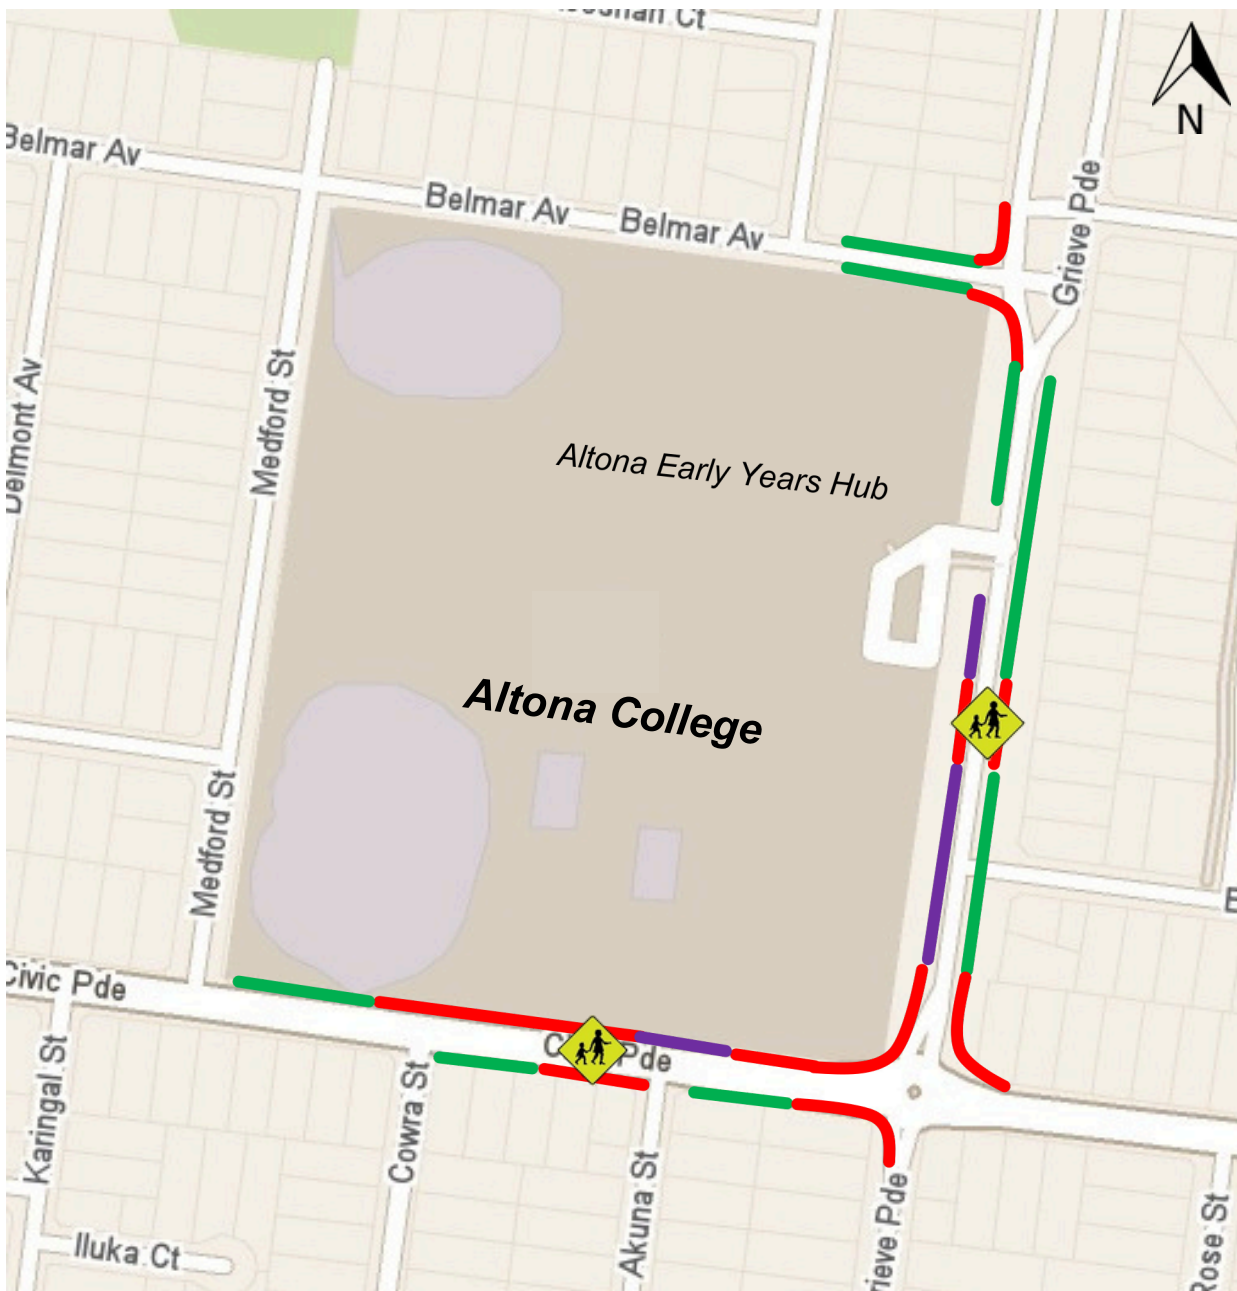 Ct
N
Belmar Av
Belmar Av
Belmar Av
Grieve Pde
Medford St
Delmont Av
Altona Early Years Hub
Altona College
Medford St
Civic Pde
Pde
Karingal St
Cowra St
Akuna St
Grieve Pde
Rose St
Iluka Ct